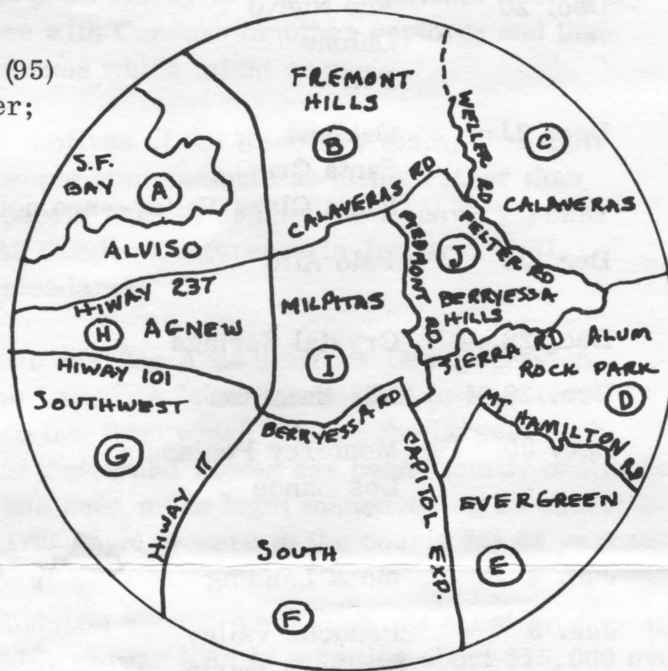 (95)
er;
FREMONT
HILLS
B
C
WELLER RD
S.F.
BAY
A
CALAVERAS RD
CALAVERAS
ALVISO
FELTER RD
J
HIWAY 237
MILPITAS
PIEDMONT RD.
BERRYESSA
HILLS
H
AGNEW
SIERRA RD
ALUM
ROCK PARK
I
HIWAY 101
D
SOUTHWEST
BERRYESSA RD
MT. HAMILTON RD
G
HIWAY 17
CAPITOL EXP.
EVERGREEN
SOUTH
E
F